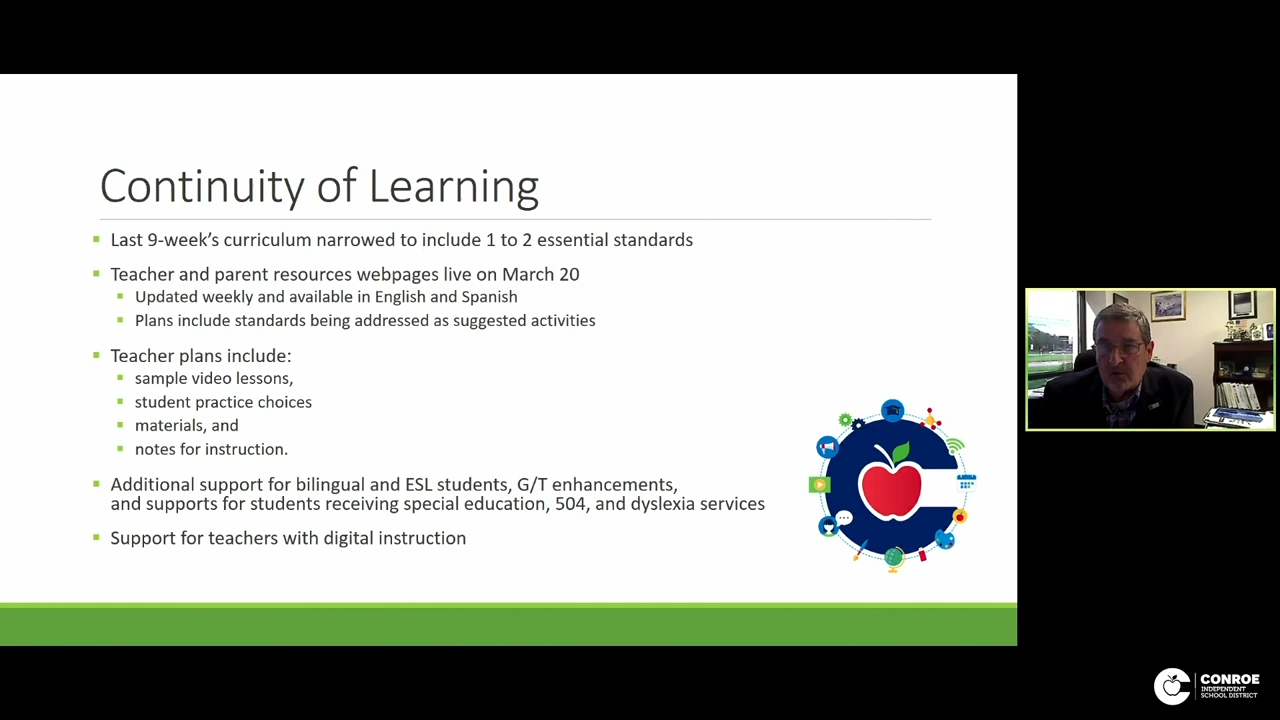 Continuity of Learning
Last 9-week's curriculum narrowed to include 1 to 2 essential standards
Teacher and parent resources webpages live on March 20
Updated weekly and available in English and Spanish
Plans include standards being addressed as suggested activities
Teacher plans include:
sample video lessons,
student practice choices
materials, and
notes for instruction.
Additional support for bilingual and ESL students, G/T enhancements,
and supports for students receiving special education, 504, and dyslexia services
Support for teachers with digital instruction
CONROE
INDEPENDENT
SCHOOL DISTRICT